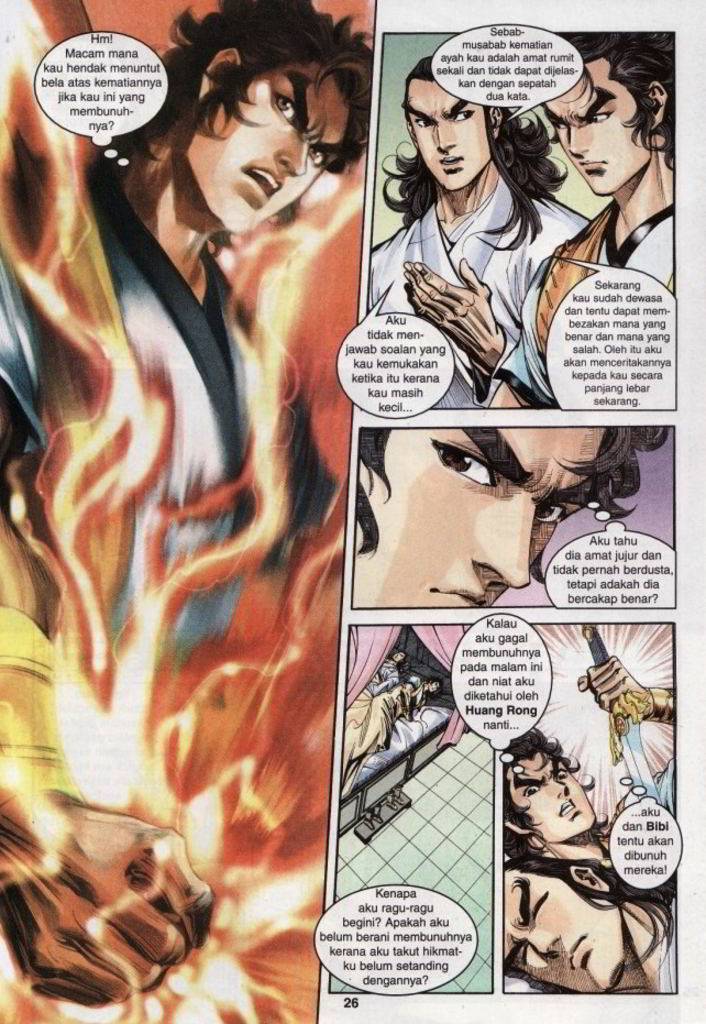 Hm!
Macam mana
kau hendak menuntut
bela atas kematiannya
jika kau ini yang
membunuh-
nya?
Sebab-
musabab kematian
ayah kau adalah amat rumit
sekali dan tidak dapat dijelas-
kan dengan sepatah
dua kata.
Aku
tidak men-
jawab soalan yang
kau kemukakan
ketika itu kerana
kau masih
kecil...
Sekarang
kau sudah dewasa
dan tentu dapat mem-
bezakan mana yang
benar dan mana yang
salah. Oleh itu aku
akan menceritakannya
kepada kau secara
panjang lebar
sekarang.
Aku tahu
dia amat jujur dan
tidak pernah berdusta,
tetapi adakah dia
bercakap benar?
Kalau
aku gagal
membunuhnya
pada malam ini
dan niat aku
diketahui oleh
Huang Rong
nanti...
...aku
dan Bibi
tentu akan
dibunuh
mereka!
Kenapa
aku ragu-ragu
begini? Apakah aku
belum berani membunuhnya
kerana aku takut hikmat-
ku belum setanding
dengannya?
26